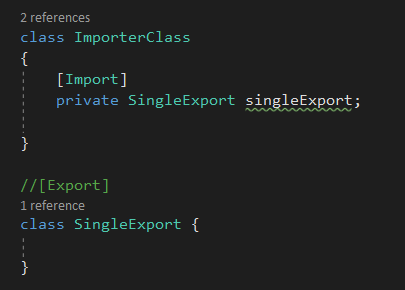 2 references
class ImporterClass
{
[Import]
private SingleExport singleExport;
}
//[Export]
1 reference
class SingleExport {
}